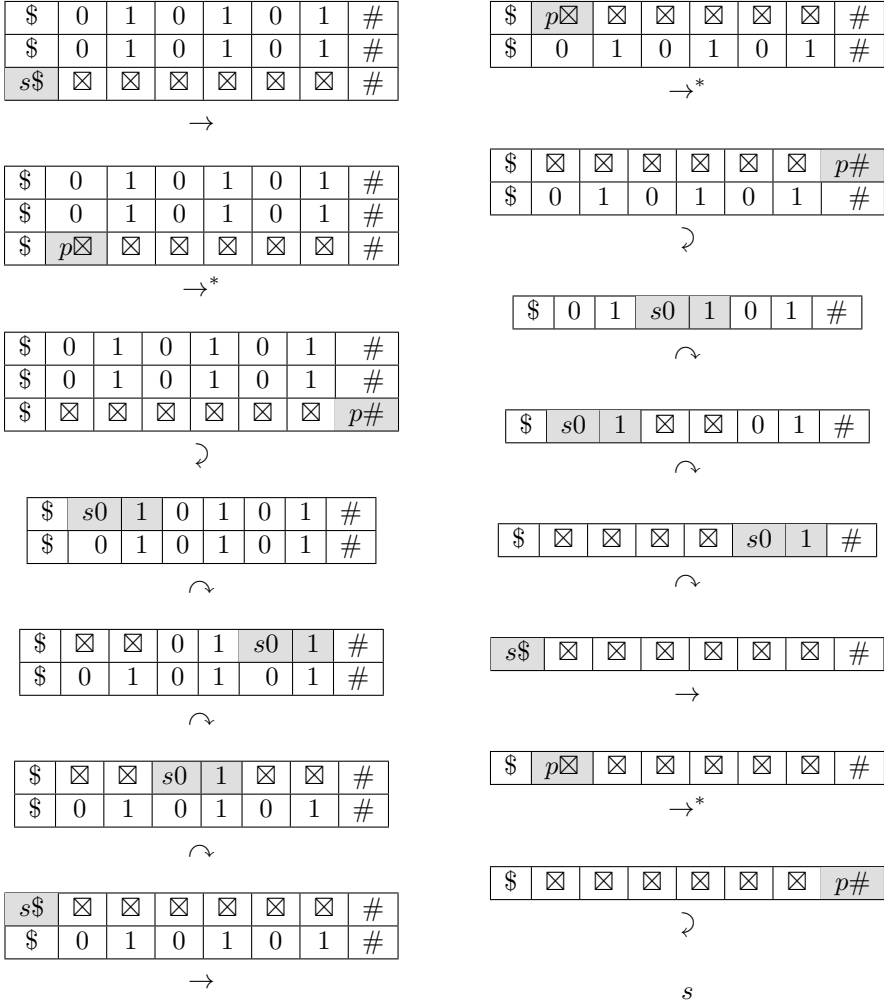 $ 0 1 0 1 0 1 #
$ 0 1 0 1 0 1 #
s$ ⊠ ⊠ ⊠ ⊠ ⊠ ⊠ #
→
$ 0 1 0 1 0 1 #
$ 0 1 0 1 0 1 #
$ p⊠ ⊠ ⊠ ⊠ ⊠ ⊠ #
→*
$ 0 1 0 1 0 1 #
$ 0 1 0 1 0 1 #
$ ⊠ ⊠ ⊠ ⊠ ⊠ ⊠ p#
⤸
$ s0 1 0 1 0 1 #
$ 0 1 0 1 0 1 #
↷
$ ⊠ ⊠ 0 1 s0 1 #
$ 0 1 0 1 0 1 #
↷
$ ⊠ ⊠ s0 1 ⊠ ⊠ #
$ 0 1 0 1 0 1 #
↷
s$ ⊠ ⊠ ⊠ ⊠ ⊠ ⊠ #
$ 0 1 0 1 0 1 #
→
$ p⊠ ⊠ ⊠ ⊠ ⊠ ⊠ #
$ 0 1 0 1 0 1 #
→*
$ ⊠ ⊠ ⊠ ⊠ ⊠ ⊠ p#
$ 0 1 0 1 0 1 #
⤸
$ 0 1 s0 1 0 1 #
↷
$ s0 1 ⊠ ⊠ 0 1 #
↷
$ ⊠ ⊠ ⊠ ⊠ s0 1 #
↷
s$ ⊠ ⊠ ⊠ ⊠ ⊠ ⊠ #
→
$ p⊠ ⊠ ⊠ ⊠ ⊠ ⊠ #
→*
$ ⊠ ⊠ ⊠ ⊠ ⊠ ⊠ p#
⤸
s